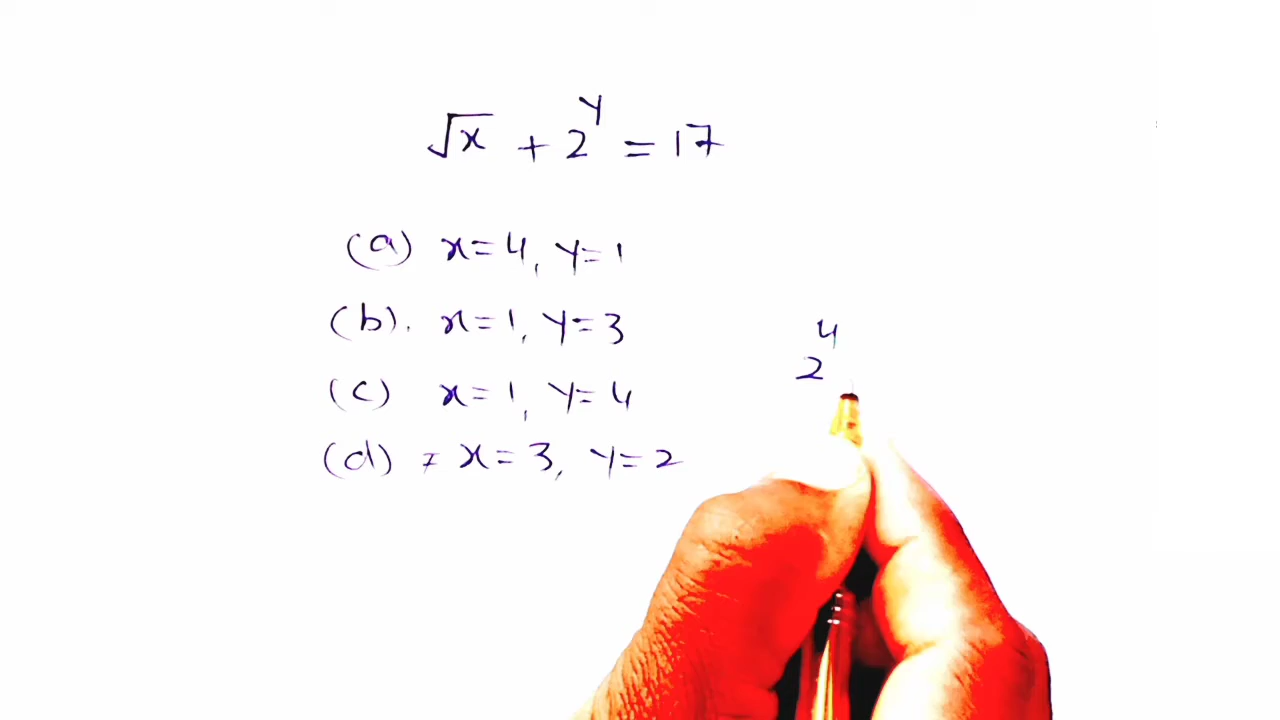 √x + 2^y = 17
(a) x = 4, y = 1
(b). x = 1, y = 3
(c) x = 1, y = 4
(d) = x = 3, y = 2
2^4